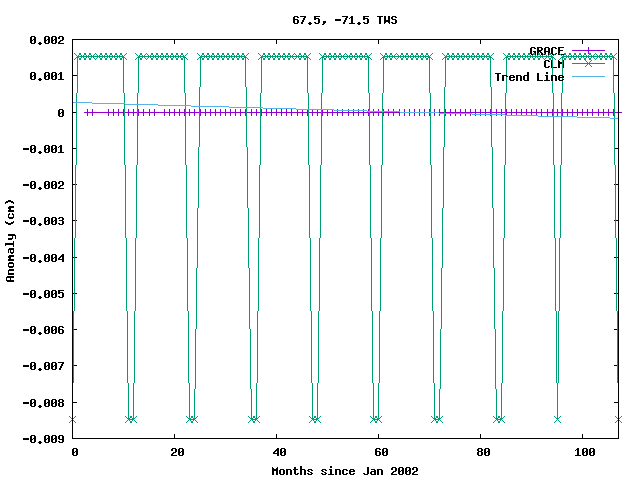 67.5, -71.5 TWS
GRACE
CLM
Trend Line
0.002
0.001
0
-0.001
-0.002
-0.003
-0.004
-0.005
-0.006
-0.007
-0.008
-0.009
Anomaly (cm)
0 20 40 60 80 100
Months since Jan 2002